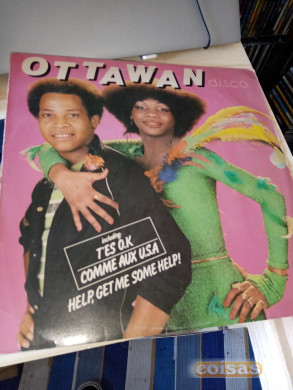 OTTAWAN
disco
including
T'ES O.K
COMME AUX U.S.A
HELP, GET ME SOME HELP!
coisas